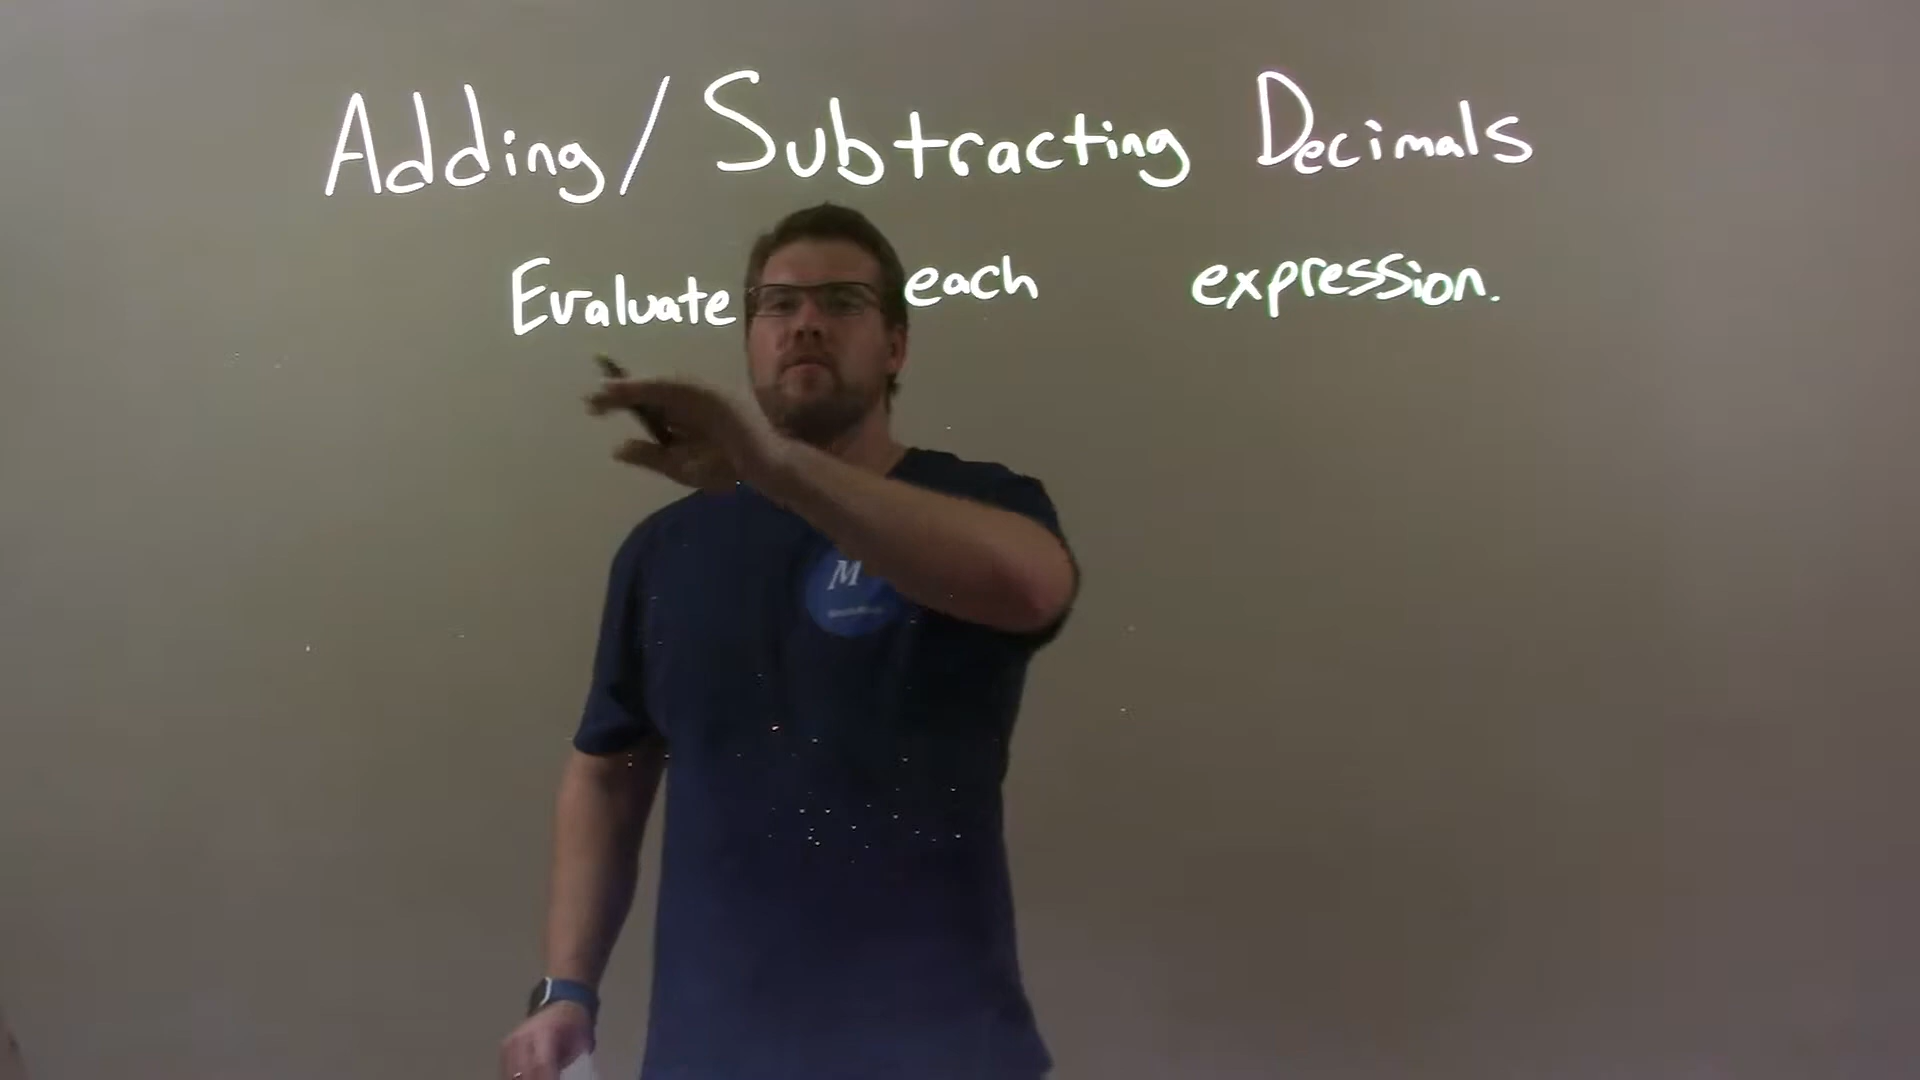 Adding/Subtracting Decimals
Evaluate each expression.
M